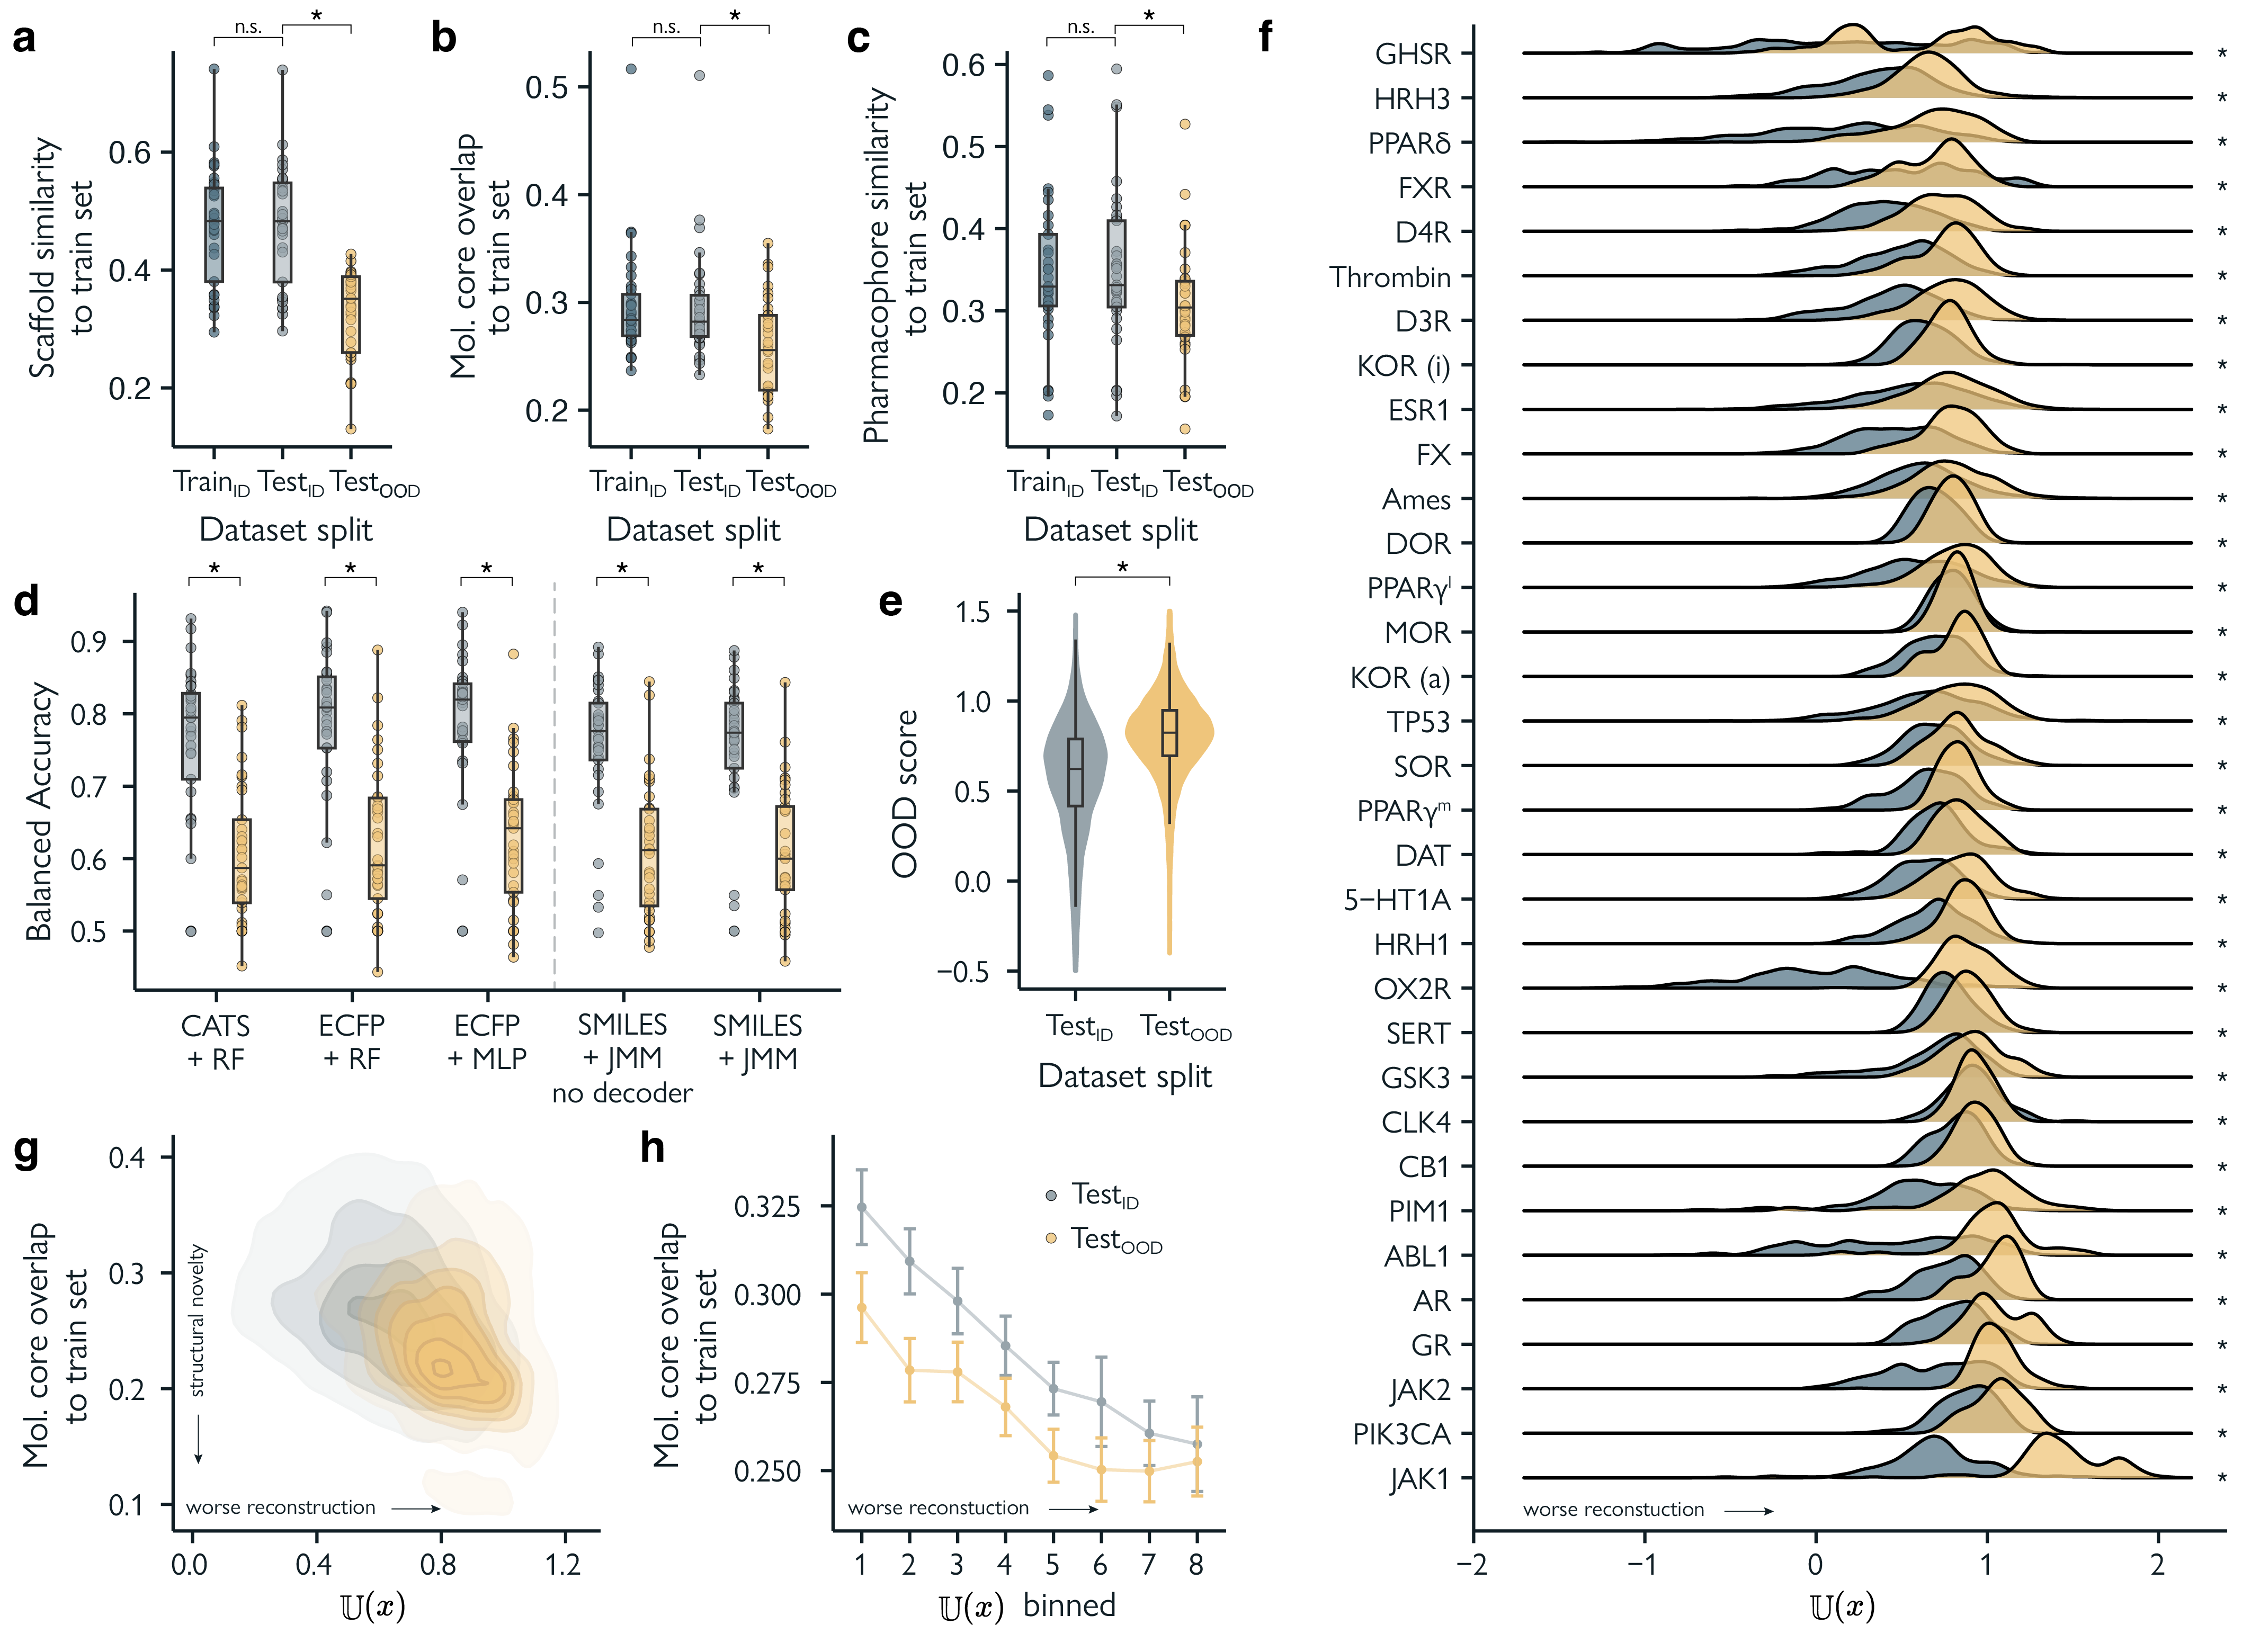 a
n.s.
*
Scaffold similarity
to train set
0.6
0.4
0.2
TrainID TestID TestOOD
Dataset split
b
n.s.
*
Mol. core overlap
to train set
0.5
0.4
0.3
0.2
TrainID TestID TestOOD
Dataset split
c
n.s.
*
Pharmacophore similarity
to train set
0.6
0.5
0.4
0.3
0.2
TrainID TestID TestOOD
Dataset split
d
* * * * *
Balanced Accuracy
0.9
0.8
0.7
0.6
0.5
CATS
+ RF
ECFP
+ RF
ECFP
+ MLP
SMILES
+ JMM
no decoder
SMILES
+ JMM
e
*
OOD score
1.5
1.0
0.5
0.0
−0.5
TestID TestOOD
Dataset split
f
GHSR *
HRH3 *
PPARδ *
FXR *
D4R *
Thrombin *
D3R *
KOR (i) *
ESR1 *
FX *
Ames *
DOR *
PPARγˡ *
MOR *
KOR (a) *
TP53 *
SOR *
PPARγᵐ *
DAT *
5−HT1A *
HRH1 *
OX2R *
SERT *
GSK3 *
CLK4 *
CB1 *
PIM1 *
ABL1 *
AR *
GR *
JAK2 *
PIK3CA *
JAK1 *
worse reconstuction
−2 −1 0 1 2
𝕌(x)
g
Mol. core overlap
to train set
0.4
0.3
0.2
0.1
structural novelty
worse reconstruction
0.0 0.4 0.8 1.2
𝕌(x)
h
Mol. core overlap
to train set
0.325
0.300
0.275
0.250
TestID
TestOOD
worse reconstuction
1 2 3 4 5 6 7 8
𝕌(x) binned